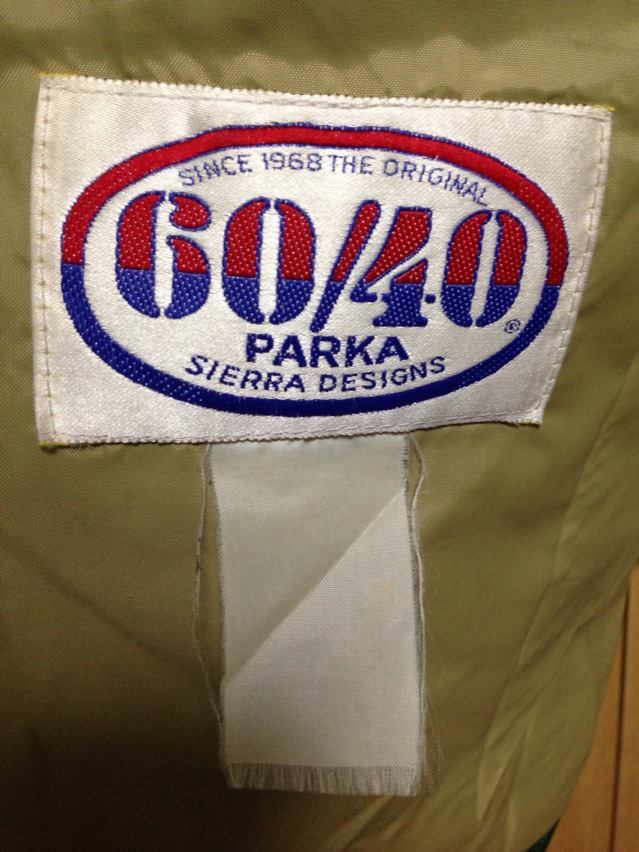 SINCE 1968 THE ORIGINAL
60/40®
PARKA
SIERRA DESIGNS